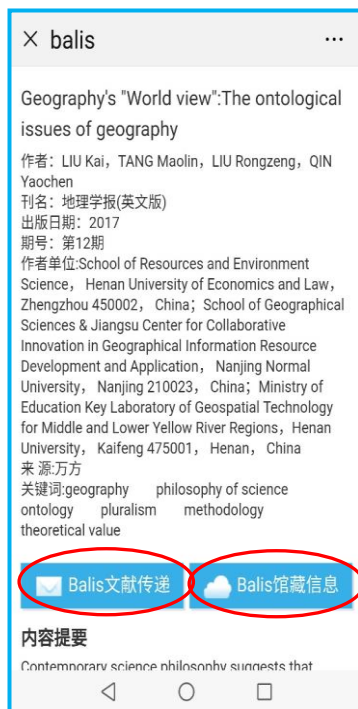 × balis ...
Geography's "World view":The ontological
issues of geography
作者：LIU Kai，TANG Maolin，LIU Rongzeng，QIN
Yaochen
刊名：地理学报(英文版)
出版日期：2017
期号：第12期
作者单位:School of Resources and Environment
Science， Henan University of Economics and Law，
Zhengzhou 450002， China；School of Geographical
Sciences & Jiangsu Center for Collaborative
Innovation in Geographical Information Resource
Development and Application， Nanjing Normal
University， Nanjing 210023， China；Ministry of
Education Key Laboratory of Geospatial Technology
for Middle and Lower Yellow River Regions，Henan
University， Kaifeng 475001， Henan， China
来 源:万方
关键词:geography philosophy of science
ontology pluralism methodology
theoretical value
Balis文献传递 Balis馆藏信息
内容提要
Contemporary science philosophy suggests that